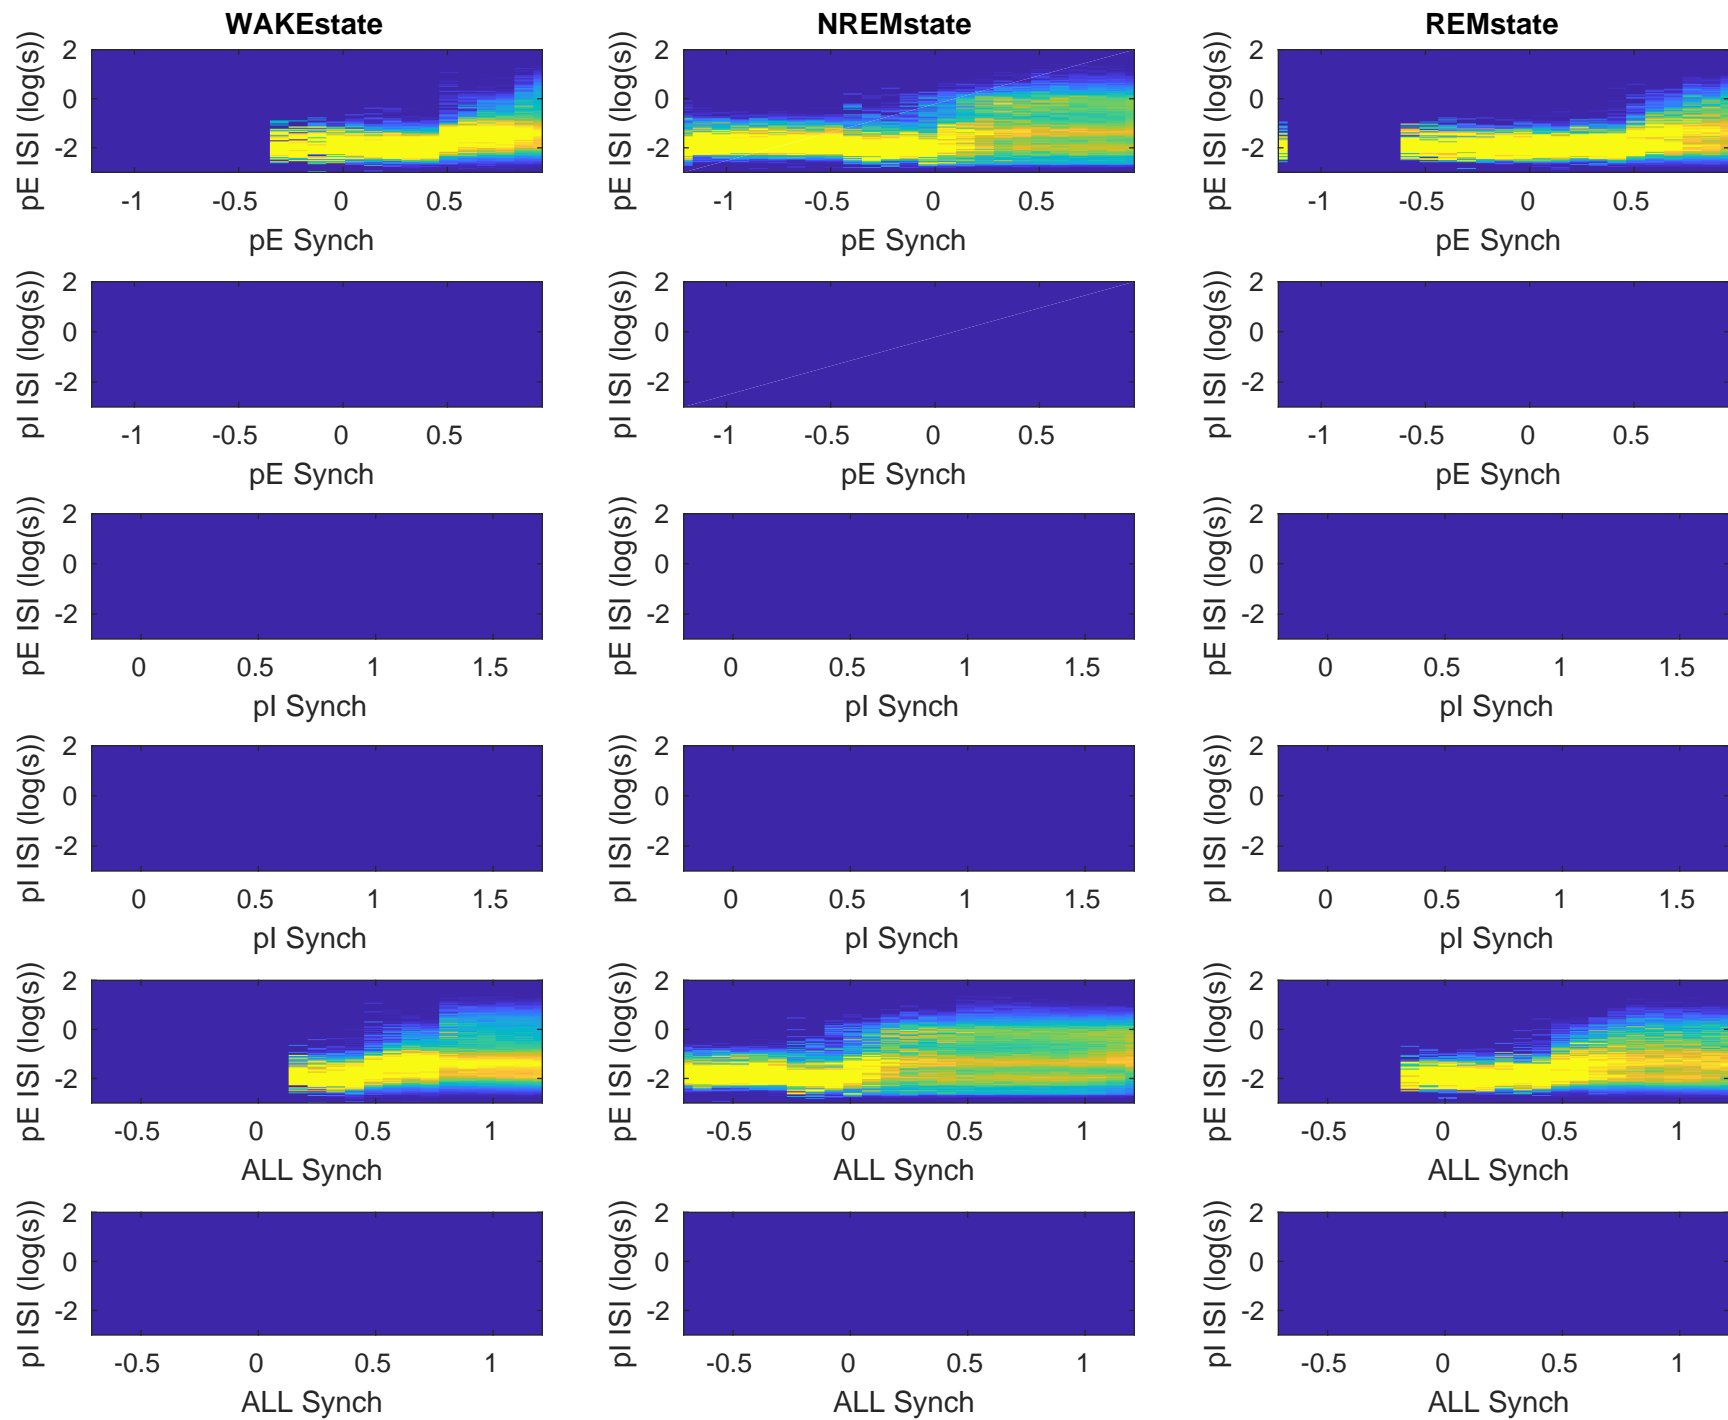 WAKEstate NREMstate REMstate
pE ISI (log(s)) 2 0 -2 pE ISI (log(s)) 2 0 -2 pE ISI (log(s)) 2 0 -2
-1 -0.5 0 0.5 -1 -0.5 0 0.5 -1 -0.5 0 0.5
pE Synch pE Synch pE Synch
pI ISI (log(s)) 2 0 -2 pI ISI (log(s)) 2 0 -2 pI ISI (log(s)) 2 0 -2
-1 -0.5 0 0.5 -1 -0.5 0 0.5 -1 -0.5 0 0.5
pE Synch pE Synch pE Synch
pE ISI (log(s)) 2 0 -2 pE ISI (log(s)) 2 0 -2 pE ISI (log(s)) 2 0 -2
0 0.5 1 1.5 0 0.5 1 1.5 0 0.5 1 1.5
pI Synch pI Synch pI Synch
pI ISI (log(s)) 2 0 -2 pI ISI (log(s)) 2 0 -2 pI ISI (log(s)) 2 0 -2
0 0.5 1 1.5 0 0.5 1 1.5 0 0.5 1 1.5
pI Synch pI Synch pI Synch
pE ISI (log(s)) 2 0 -2 pE ISI (log(s)) 2 0 -2 pE ISI (log(s)) 2 0 -2
-0.5 0 0.5 1 -0.5 0 0.5 1 -0.5 0 0.5 1
ALL Synch ALL Synch ALL Synch
pI ISI (log(s)) 2 0 -2 pI ISI (log(s)) 2 0 -2 pI ISI (log(s)) 2 0 -2
-0.5 0 0.5 1 -0.5 0 0.5 1 -0.5 0 0.5 1
ALL Synch ALL Synch ALL Synch